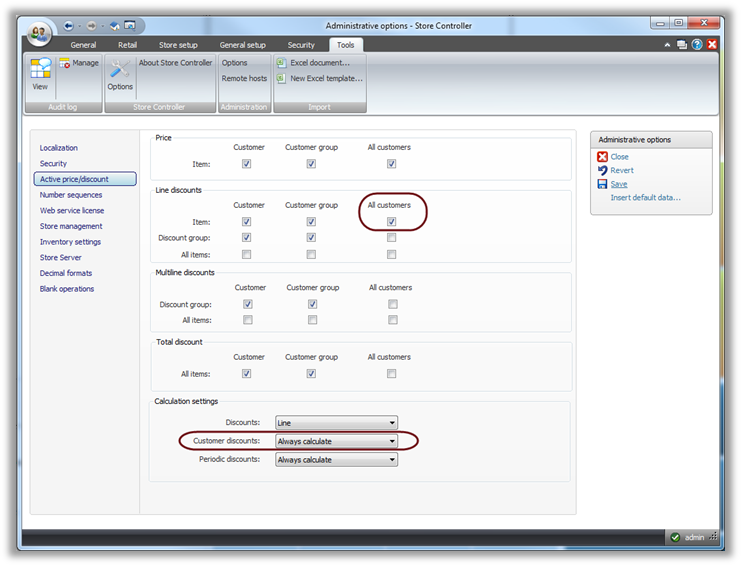 Administrative options - Store Controller
General Retail Store setup General setup Security Tools
View
Manage
Audit log
Options
About Store Controller
Store Controller
Options
Remote hosts
Administration
Excel document...
New Excel template...
Import
Localization
Security
Active price/discount
Number sequences
Web service license
Store management
Inventory settings
Store Server
Decimal formats
Blank operations
Price
Customer Customer group All customers
Item:
Line discounts
Customer Customer group All customers
Item:
Discount group:
All items:
Multiline discounts
Customer Customer group All customers
Discount group:
All items:
Total discount
Customer Customer group All customers
All items:
Calculation settings
Discounts: Line
Customer discounts: Always calculate
Periodic discounts: Always calculate
Administrative options
Close
Revert
Save
Insert default data...
admin